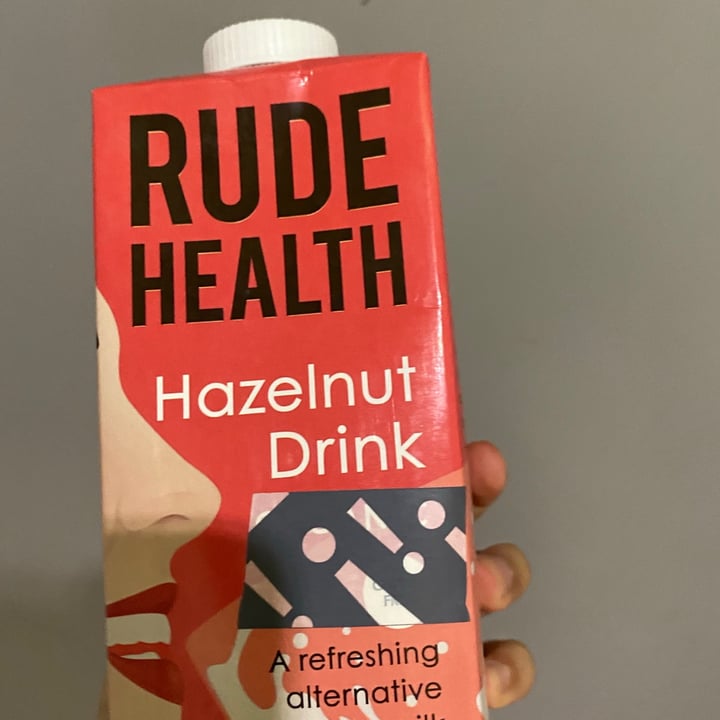 RUDE
HEALTH
Hazelnut
Drink
A refreshing
alternative